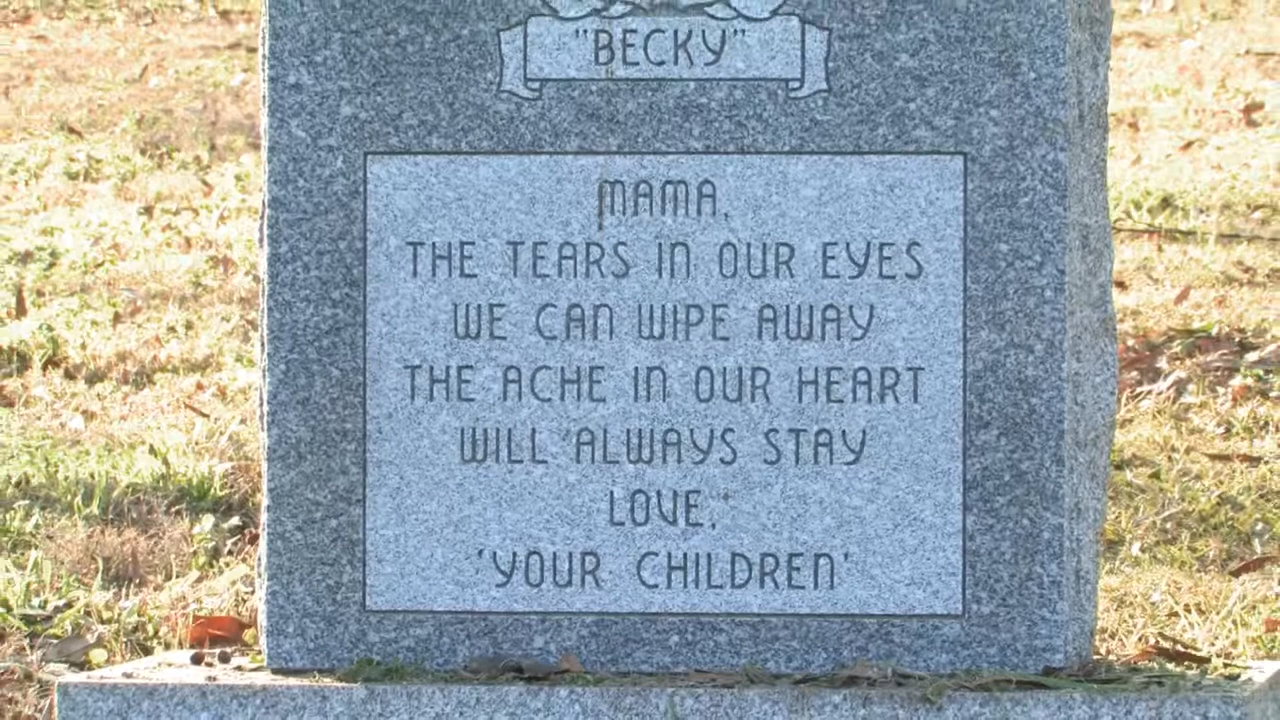 "BECKY"
MAMA,
THE TEARS IN OUR EYES
WE CAN WIPE AWAY
THE ACHE IN OUR HEART
WILL ALWAYS STAY
LOVE,
'YOUR CHILDREN'